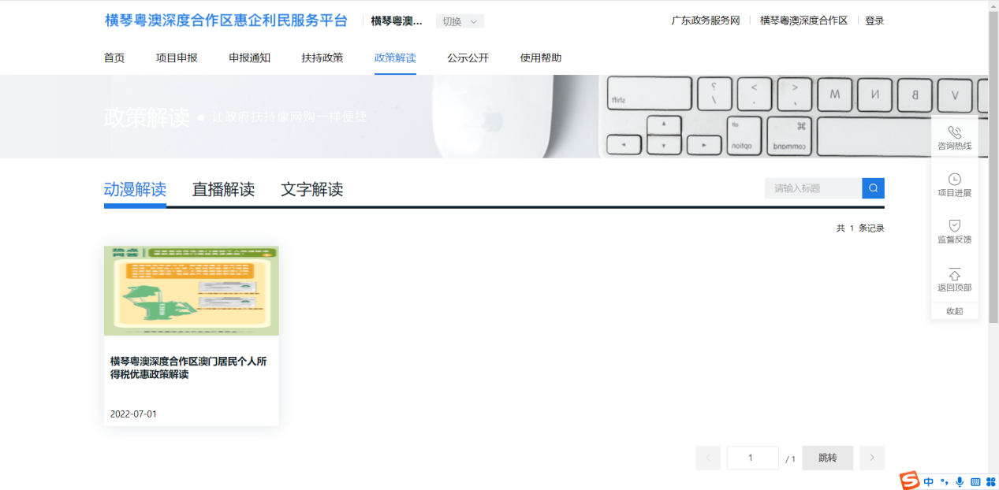 横琴粤澳深度合作区惠企利民服务平台
横琴粤澳...
切换
广东政务服务网
横琴粤澳深度合作区
登录
首页
项目申报
申报通知
扶持政策
政策解读
公示公开
使用帮助
政策解读 ● 让政府扶持像网购一样便捷
shift
?
/
>
.
<
,
M
N
B
V
alt
option
⌘
command
咨询热线
项目进展
监督反馈
返回顶部
收起
动漫解读
直播解读
文字解读
请输入标题
共 1 条记录
热点
问答
横琴粤澳深度合作区澳门居民个人所
得税优惠政策解读
2022-07-01
1
/ 1
跳转
中